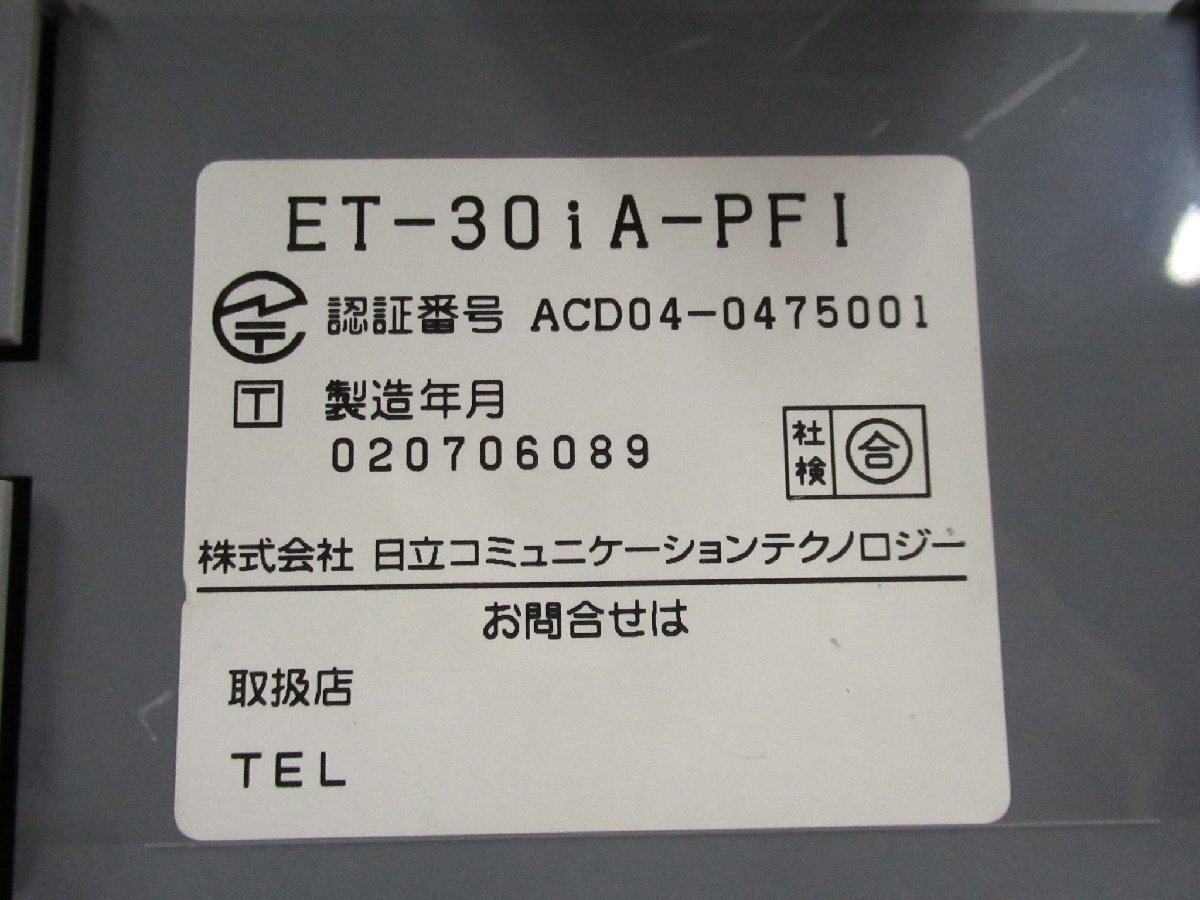 ET-30iA-PFI
認証番号 ACD04-0475001
T 製造年月
020706089
社検 合
株式会社 日立コミュニケーションテクノロジー
お問合せは
取扱店
TEL